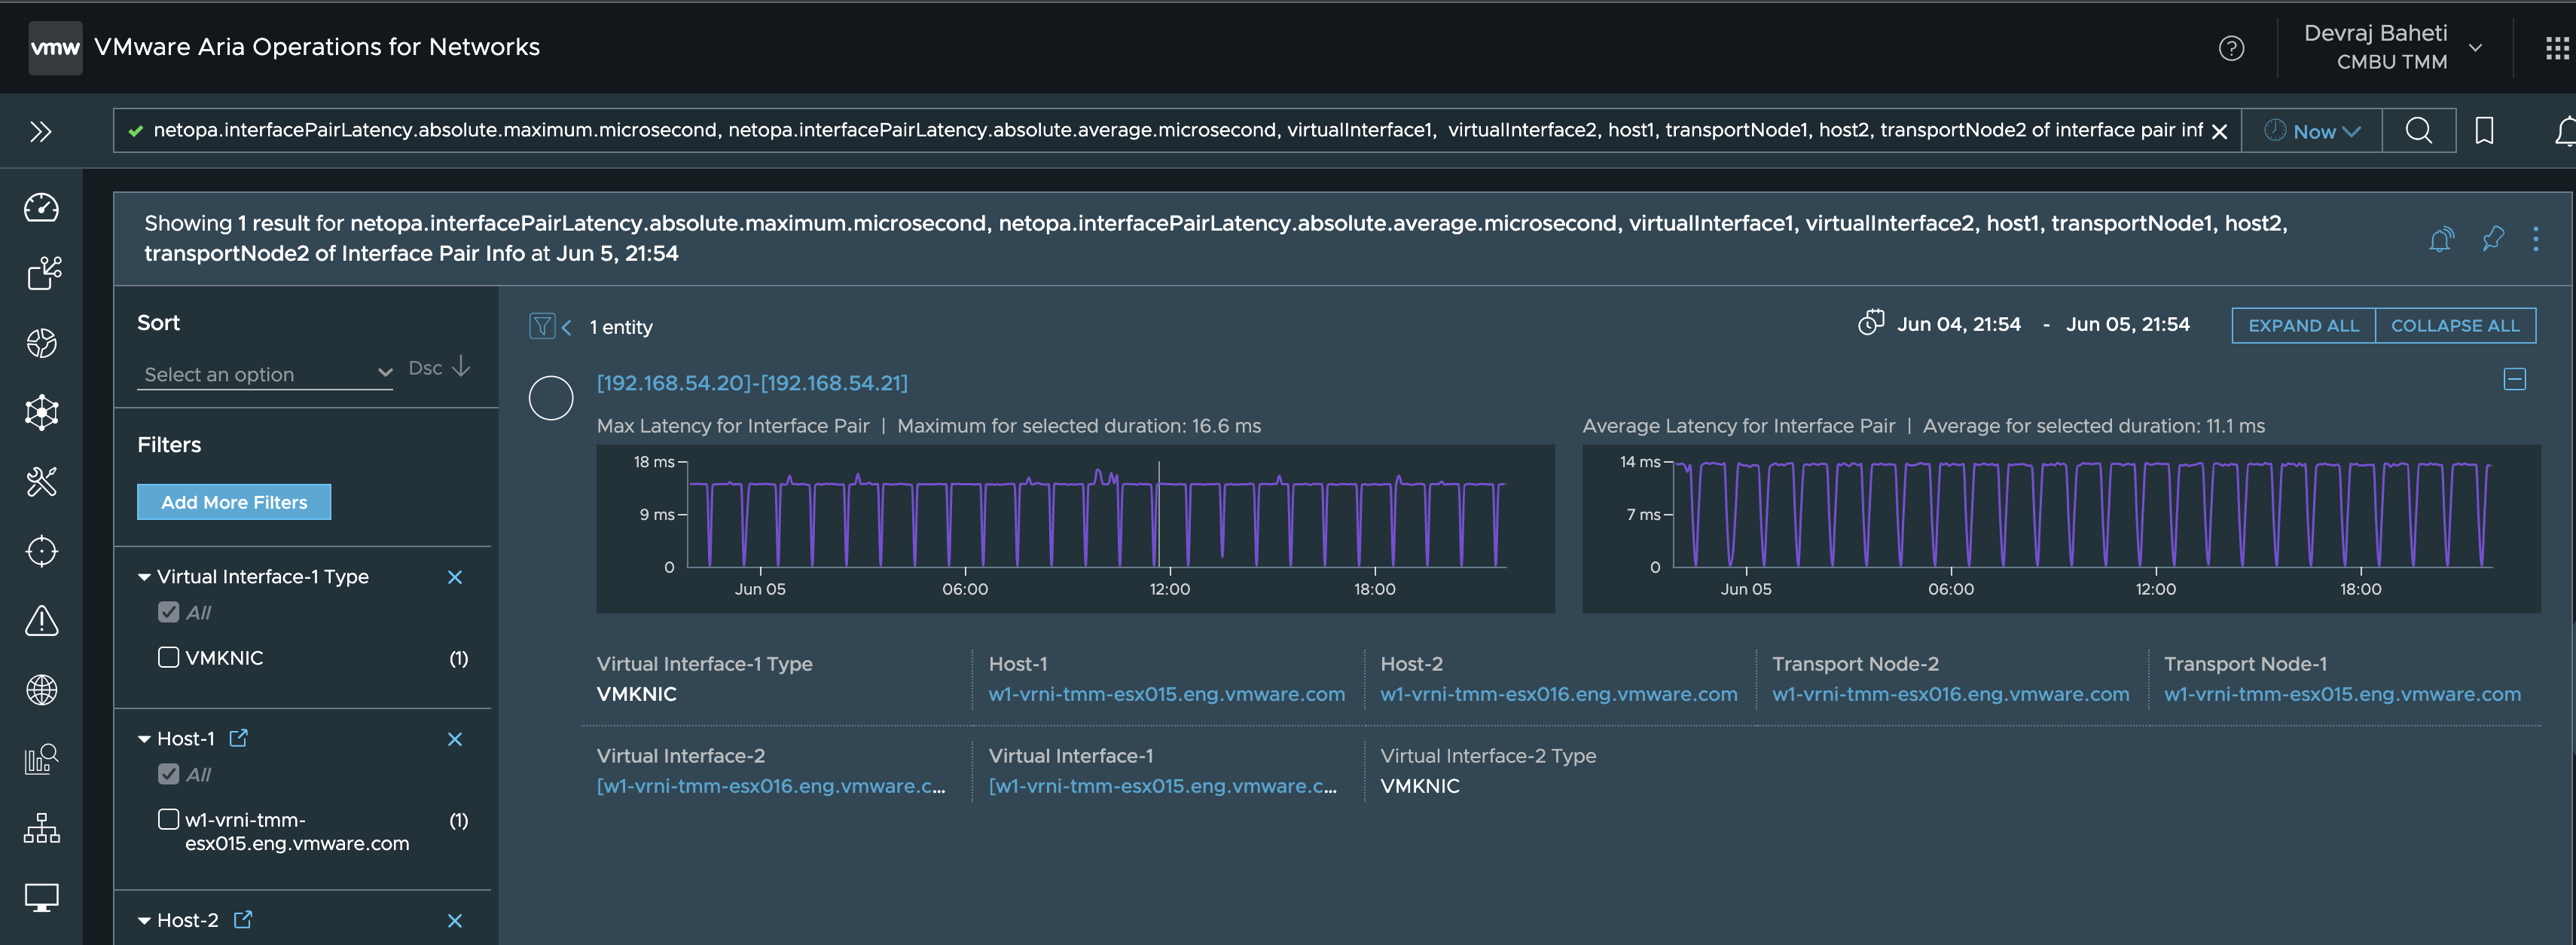 vmw VMware Aria Operations for Networks
Devraj Baheti
CMBU TMM
netopa.interfacePairLatency.absolute.maximum.microsecond, netopa.interfacePairLatency.absolute.average.microsecond, virtualInterface1, virtualInterface2, host1, transportNode1, host2, transportNode2 of interface pair inf
Now
Showing 1 result for netopa.interfacePairLatency.absolute.maximum.microsecond, netopa.interfacePairLatency.absolute.average.microsecond, virtualInterface1, virtualInterface2, host1, transportNode1, host2,
transportNode2 of Interface Pair Info at Jun 5, 21:54
Sort
Select an option
Dsc
Filters
Add More Filters
Virtual Interface-1 Type
All
VMKNIC (1)
Host-1
All
w1-vrni-tmm-
esx015.eng.vmware.com (1)
Host-2
1 entity
Jun 04, 21:54 - Jun 05, 21:54
EXPAND ALL
COLLAPSE ALL
[192.168.54.20]-[192.168.54.21]
Max Latency for Interface Pair | Maximum for selected duration: 16.6 ms
18 ms
9 ms
0
Jun 05 06:00 12:00 18:00
Average Latency for Interface Pair | Average for selected duration: 11.1 ms
14 ms
7 ms
0
Jun 05 06:00 12:00 18:00
Virtual Interface-1 Type
VMKNIC
Host-1
w1-vrni-tmm-esx015.eng.vmware.com
Host-2
w1-vrni-tmm-esx016.eng.vmware.com
Transport Node-2
w1-vrni-tmm-esx016.eng.vmware.com
Transport Node-1
w1-vrni-tmm-esx015.eng.vmware.com
Virtual Interface-2
[w1-vrni-tmm-esx016.eng.vmware.c...
Virtual Interface-1
[w1-vrni-tmm-esx015.eng.vmware.c...
Virtual Interface-2 Type
VMKNIC